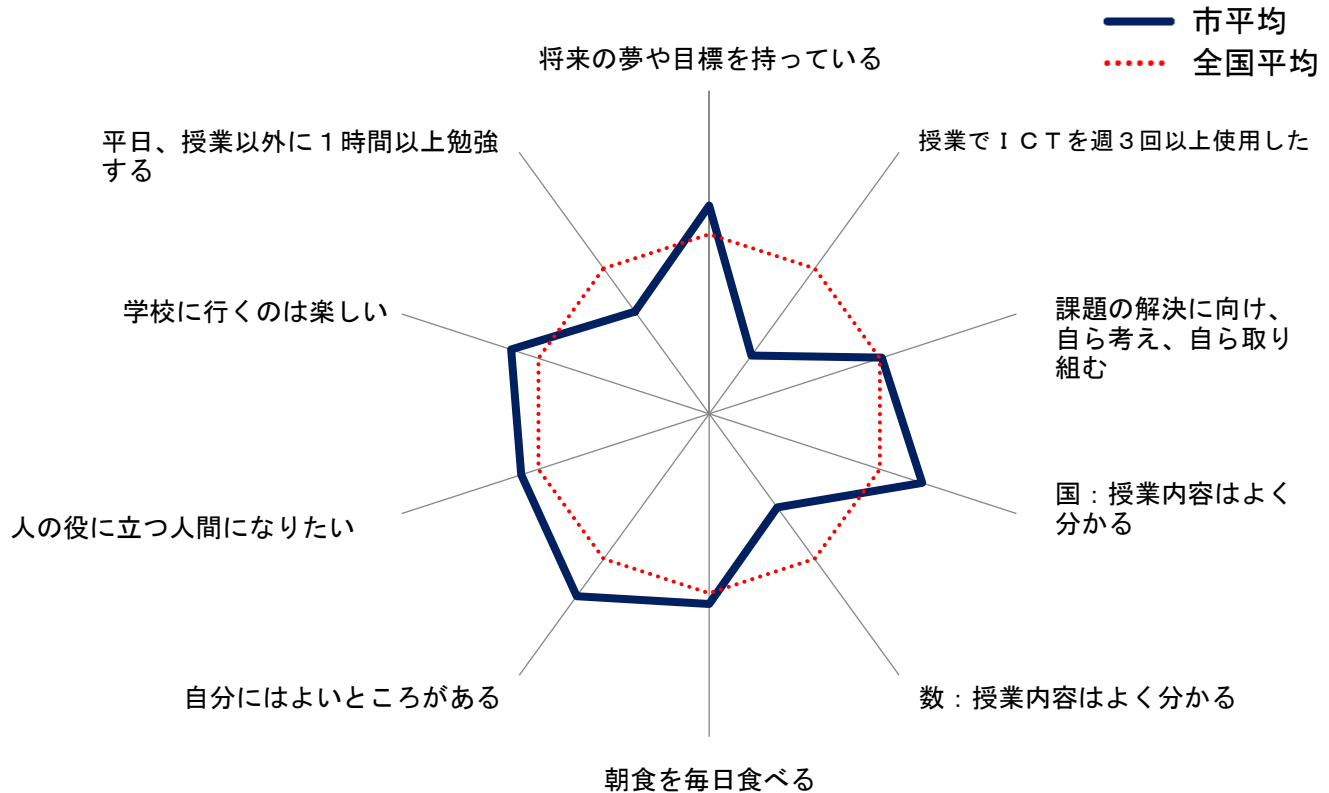 市平均
全国平均
将来の夢や目標を持っている
授業でＩＣＴを週３回以上使用した
課題の解決に向け、
自ら考え、自ら取り
組む
国：授業内容はよく
分かる
数：授業内容はよく分かる
朝食を毎日食べる
自分にはよいところがある
人の役に立つ人間になりたい
学校に行くのは楽しい
平日、授業以外に１時間以上勉強
する